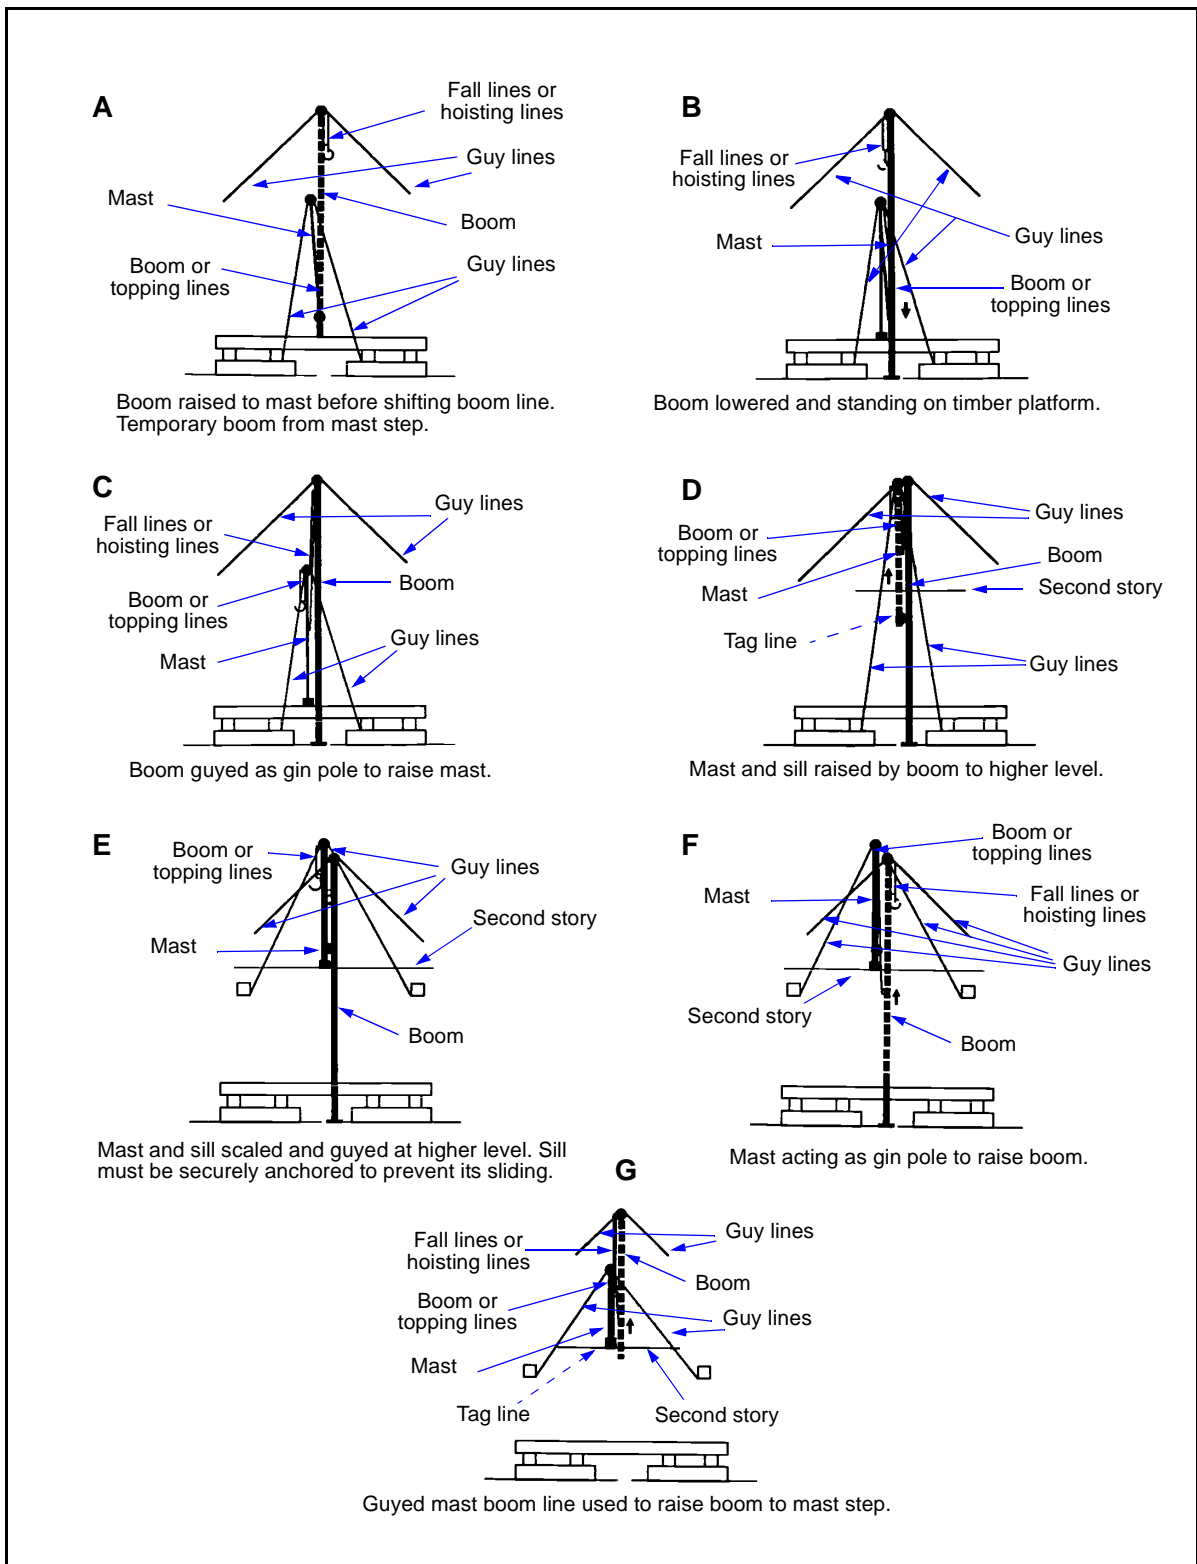 A
Fall lines or
hoisting lines
Guy lines
Mast
Boom
Boom or
topping lines
Guy lines
Boom raised to mast before shifting boom line.
Temporary boom from mast step.
B
Fall lines or
hoisting lines
Mast
Guy lines
Boom or
topping lines
Boom lowered and standing on timber platform.
C
Guy lines
Fall lines or
hoisting lines
Boom
Boom or
topping lines
Guy lines
Mast
Boom guyed as gin pole to raise mast.
D
Guy lines
Boom or
topping lines
Boom
Second story
Mast
Tag line
Guy lines
Mast and sill raised by boom to higher level.
E
Boom or
topping lines
Guy lines
Second story
Mast
Boom
Mast and sill scaled and guyed at higher level. Sill
must be securely anchored to prevent its sliding.
F
Boom or
topping lines
Mast
Fall lines or
hoisting lines
Guy lines
Second story
Boom
Mast acting as gin pole to raise boom.
G
Guy lines
Fall lines or
hoisting lines
Boom
Boom or
topping lines
Guy lines
Mast
Tag line
Second story
Guyed mast boom line used to raise boom to mast step.